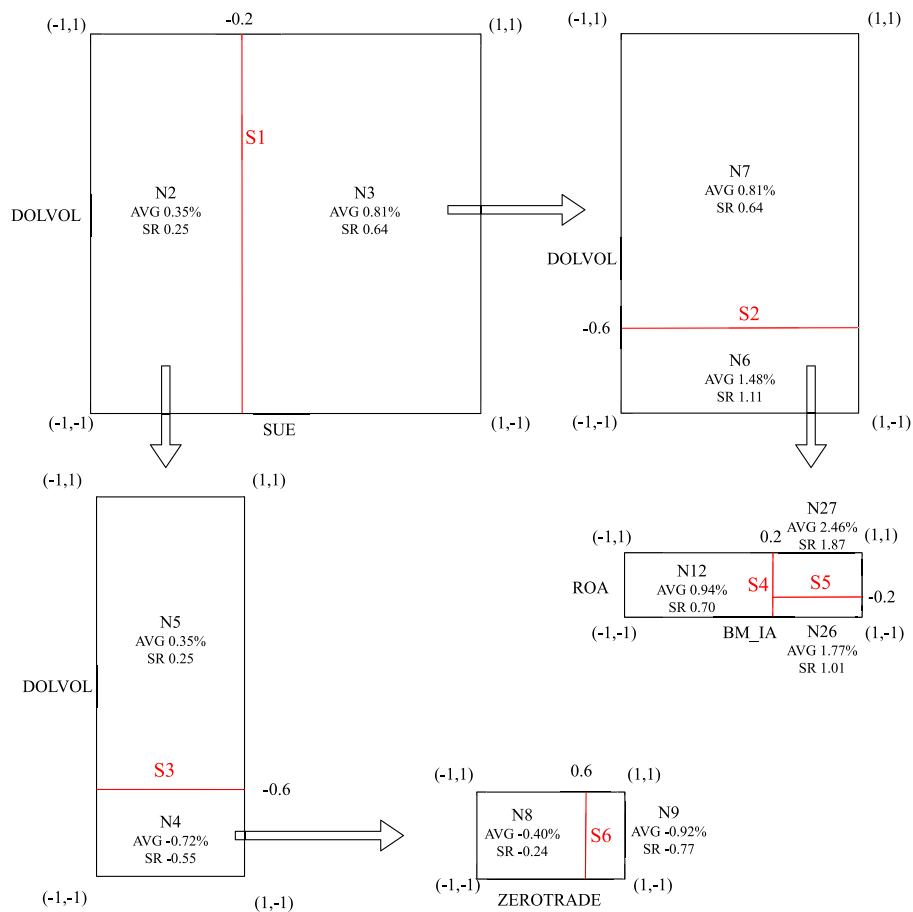 (-1,1)
-0.2
(1,1)
S1
N2
AVG 0.35%
SR 0.25
N3
AVG 0.81%
SR 0.64
DOLVOL
(-1,-1)
SUE
(1,-1)
(-1,1)
(1,1)
N7
AVG 0.81%
SR 0.64
DOLVOL
-0.6
S2
N6
AVG 1.48%
SR 1.11
(-1,-1)
(1,-1)
(-1,1)
(1,1)
N5
AVG 0.35%
SR 0.25
DOLVOL
S3
-0.6
N4
AVG -0.72%
SR -0.55
(-1,-1)
(1,-1)
N27
AVG 2.46%
SR 1.87
(-1,1)
0.2
(1,1)
ROA
N12
AVG 0.94%
SR 0.70
S4
S5
-0.2
(-1,-1)
BM_IA
N26
AVG 1.77%
SR 1.01
(1,-1)
(-1,1)
0.6
(1,1)
N8
AVG -0.40%
SR -0.24
S6
N9
AVG -0.92%
SR -0.77
(-1,-1)
ZEROTRADE
(1,-1)